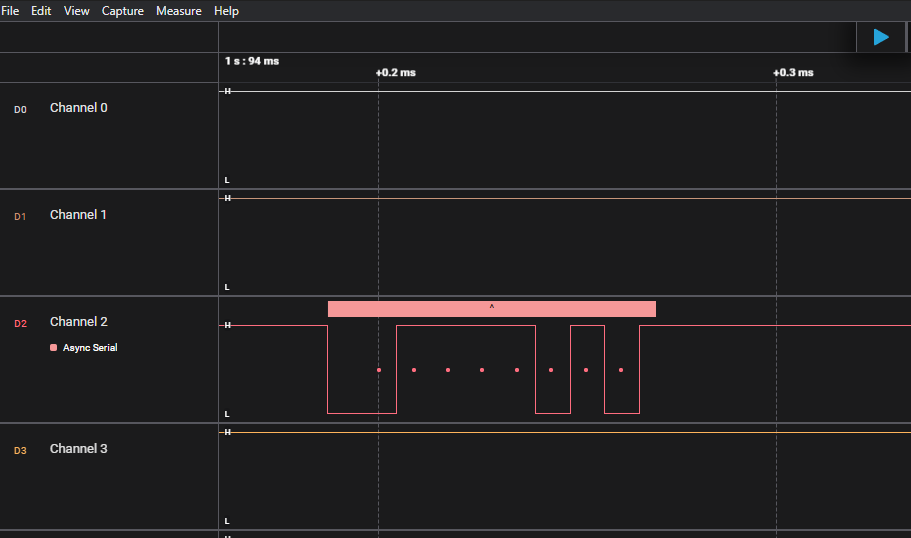 File Edit View Capture Measure Help
1 s : 94 ms
+0.2 ms +0.3 ms
D0 Channel 0 H
L
D1 Channel 1 H
L
^
D2 Channel 2 H
Async Serial
L
D3 Channel 3 H
L
H